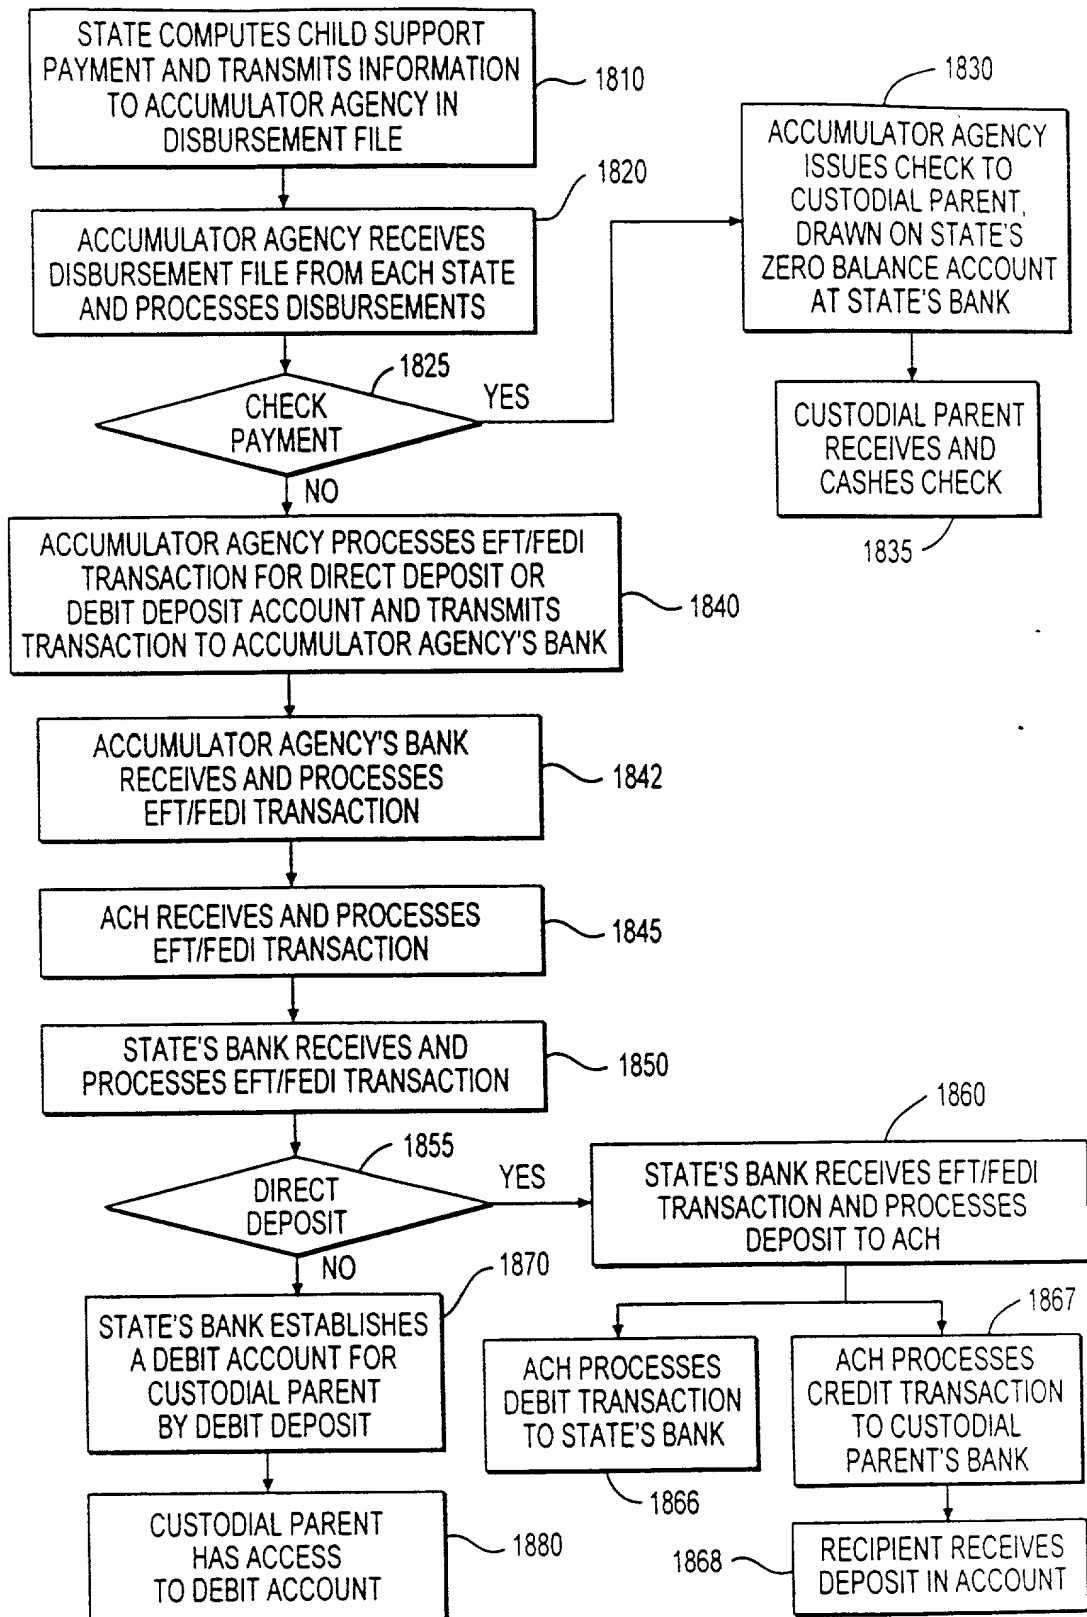 STATE COMPUTES CHILD SUPPORT
PAYMENT AND TRANSMITS INFORMATION
TO ACCUMULATOR AGENCY IN
DISBURSEMENT FILE
1810
1820
ACCUMULATOR AGENCY RECEIVES
DISBURSEMENT FILE FROM EACH STATE
AND PROCESSES DISBURSEMENTS
1825
CHECK
PAYMENT
YES
NO
1830
ACCUMULATOR AGENCY
ISSUES CHECK TO
CUSTODIAL PARENT,
DRAWN ON STATE'S
ZERO BALANCE ACCOUNT
AT STATE'S BANK
CUSTODIAL PARENT
RECEIVES AND
CASHES CHECK
1835
ACCUMULATOR AGENCY PROCESSES EFT/FEDI
TRANSACTION FOR DIRECT DEPOSIT OR
DEBIT DEPOSIT ACCOUNT AND TRANSMITS
TRANSACTION TO ACCUMULATOR AGENCY'S BANK
1840
ACCUMULATOR AGENCY'S BANK
RECEIVES AND PROCESSES
EFT/FEDI TRANSACTION
1842
ACH RECEIVES AND PROCESSES
EFT/FEDI TRANSACTION
1845
STATE'S BANK RECEIVES AND
PROCESSES EFT/FEDI TRANSACTION
1850
1855
DIRECT
DEPOSIT
YES
NO
1860
STATE'S BANK RECEIVES EFT/FEDI
TRANSACTION AND PROCESSES
DEPOSIT TO ACH
1870
STATE'S BANK ESTABLISHES
A DEBIT ACCOUNT FOR
CUSTODIAL PARENT
BY DEBIT DEPOSIT
ACH PROCESSES
DEBIT TRANSACTION
TO STATE'S BANK
1866
1867
ACH PROCESSES
CREDIT TRANSACTION
TO CUSTODIAL
PARENT'S BANK
CUSTODIAL PARENT
HAS ACCESS
TO DEBIT ACCOUNT
1880
1868
RECIPIENT RECEIVES
DEPOSIT IN ACCOUNT